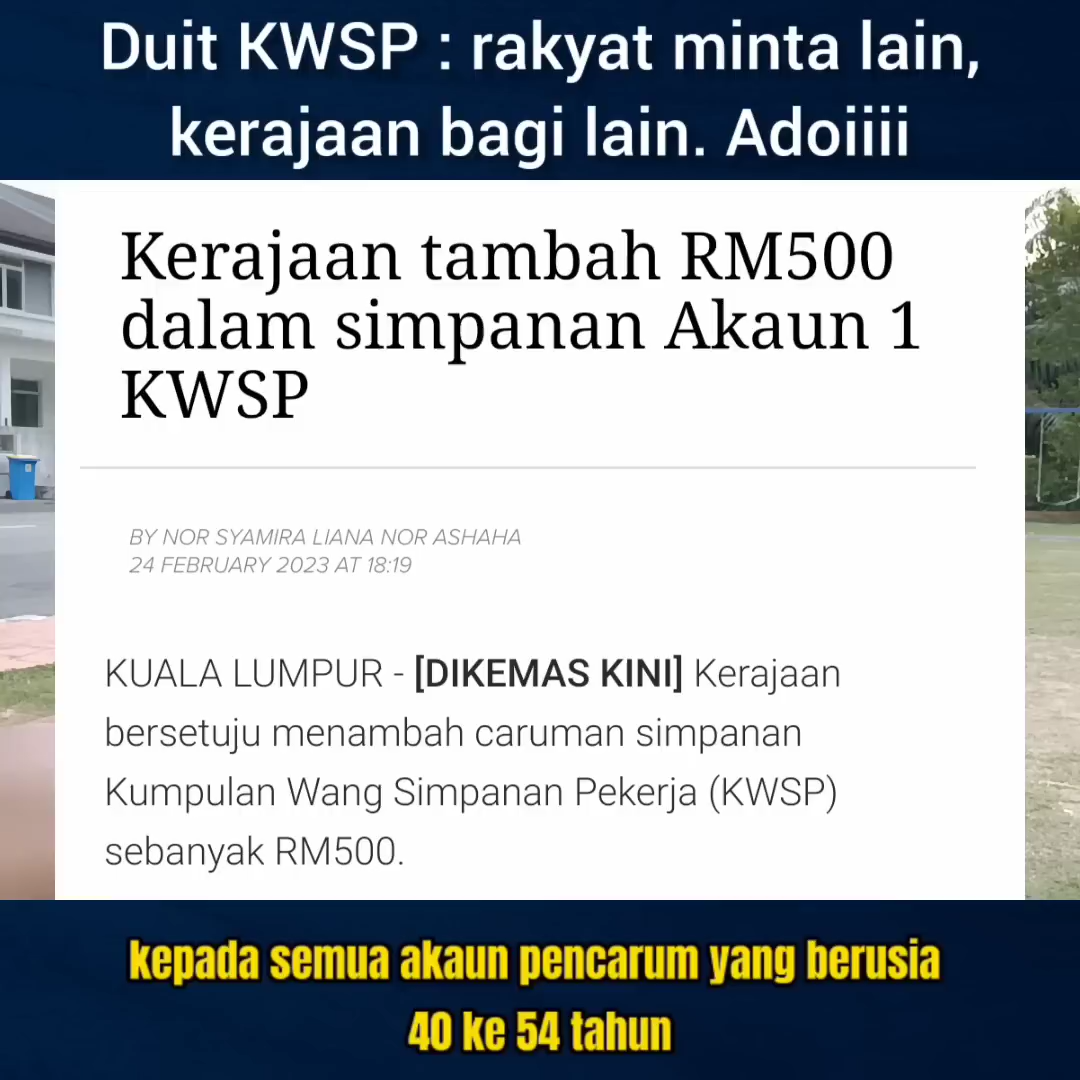 Duit KWSP : rakyat minta lain,
kerajaan bagi lain. Adoiiii
Kerajaan tambah RM500
dalam simpanan Akaun 1
KWSP
BY NOR SYAMIRA LIANA NOR ASHAHA
24 FEBRUARY 2023 AT 18:19
KUALA LUMPUR - [DIKEMAS KINI] Kerajaan
bersetuju menambah caruman simpanan
Kumpulan Wang Simpanan Pekerja (KWSP)
sebanyak RM500.
kepada semua akaun pencarum yang berusia
40 ke 54 tahun